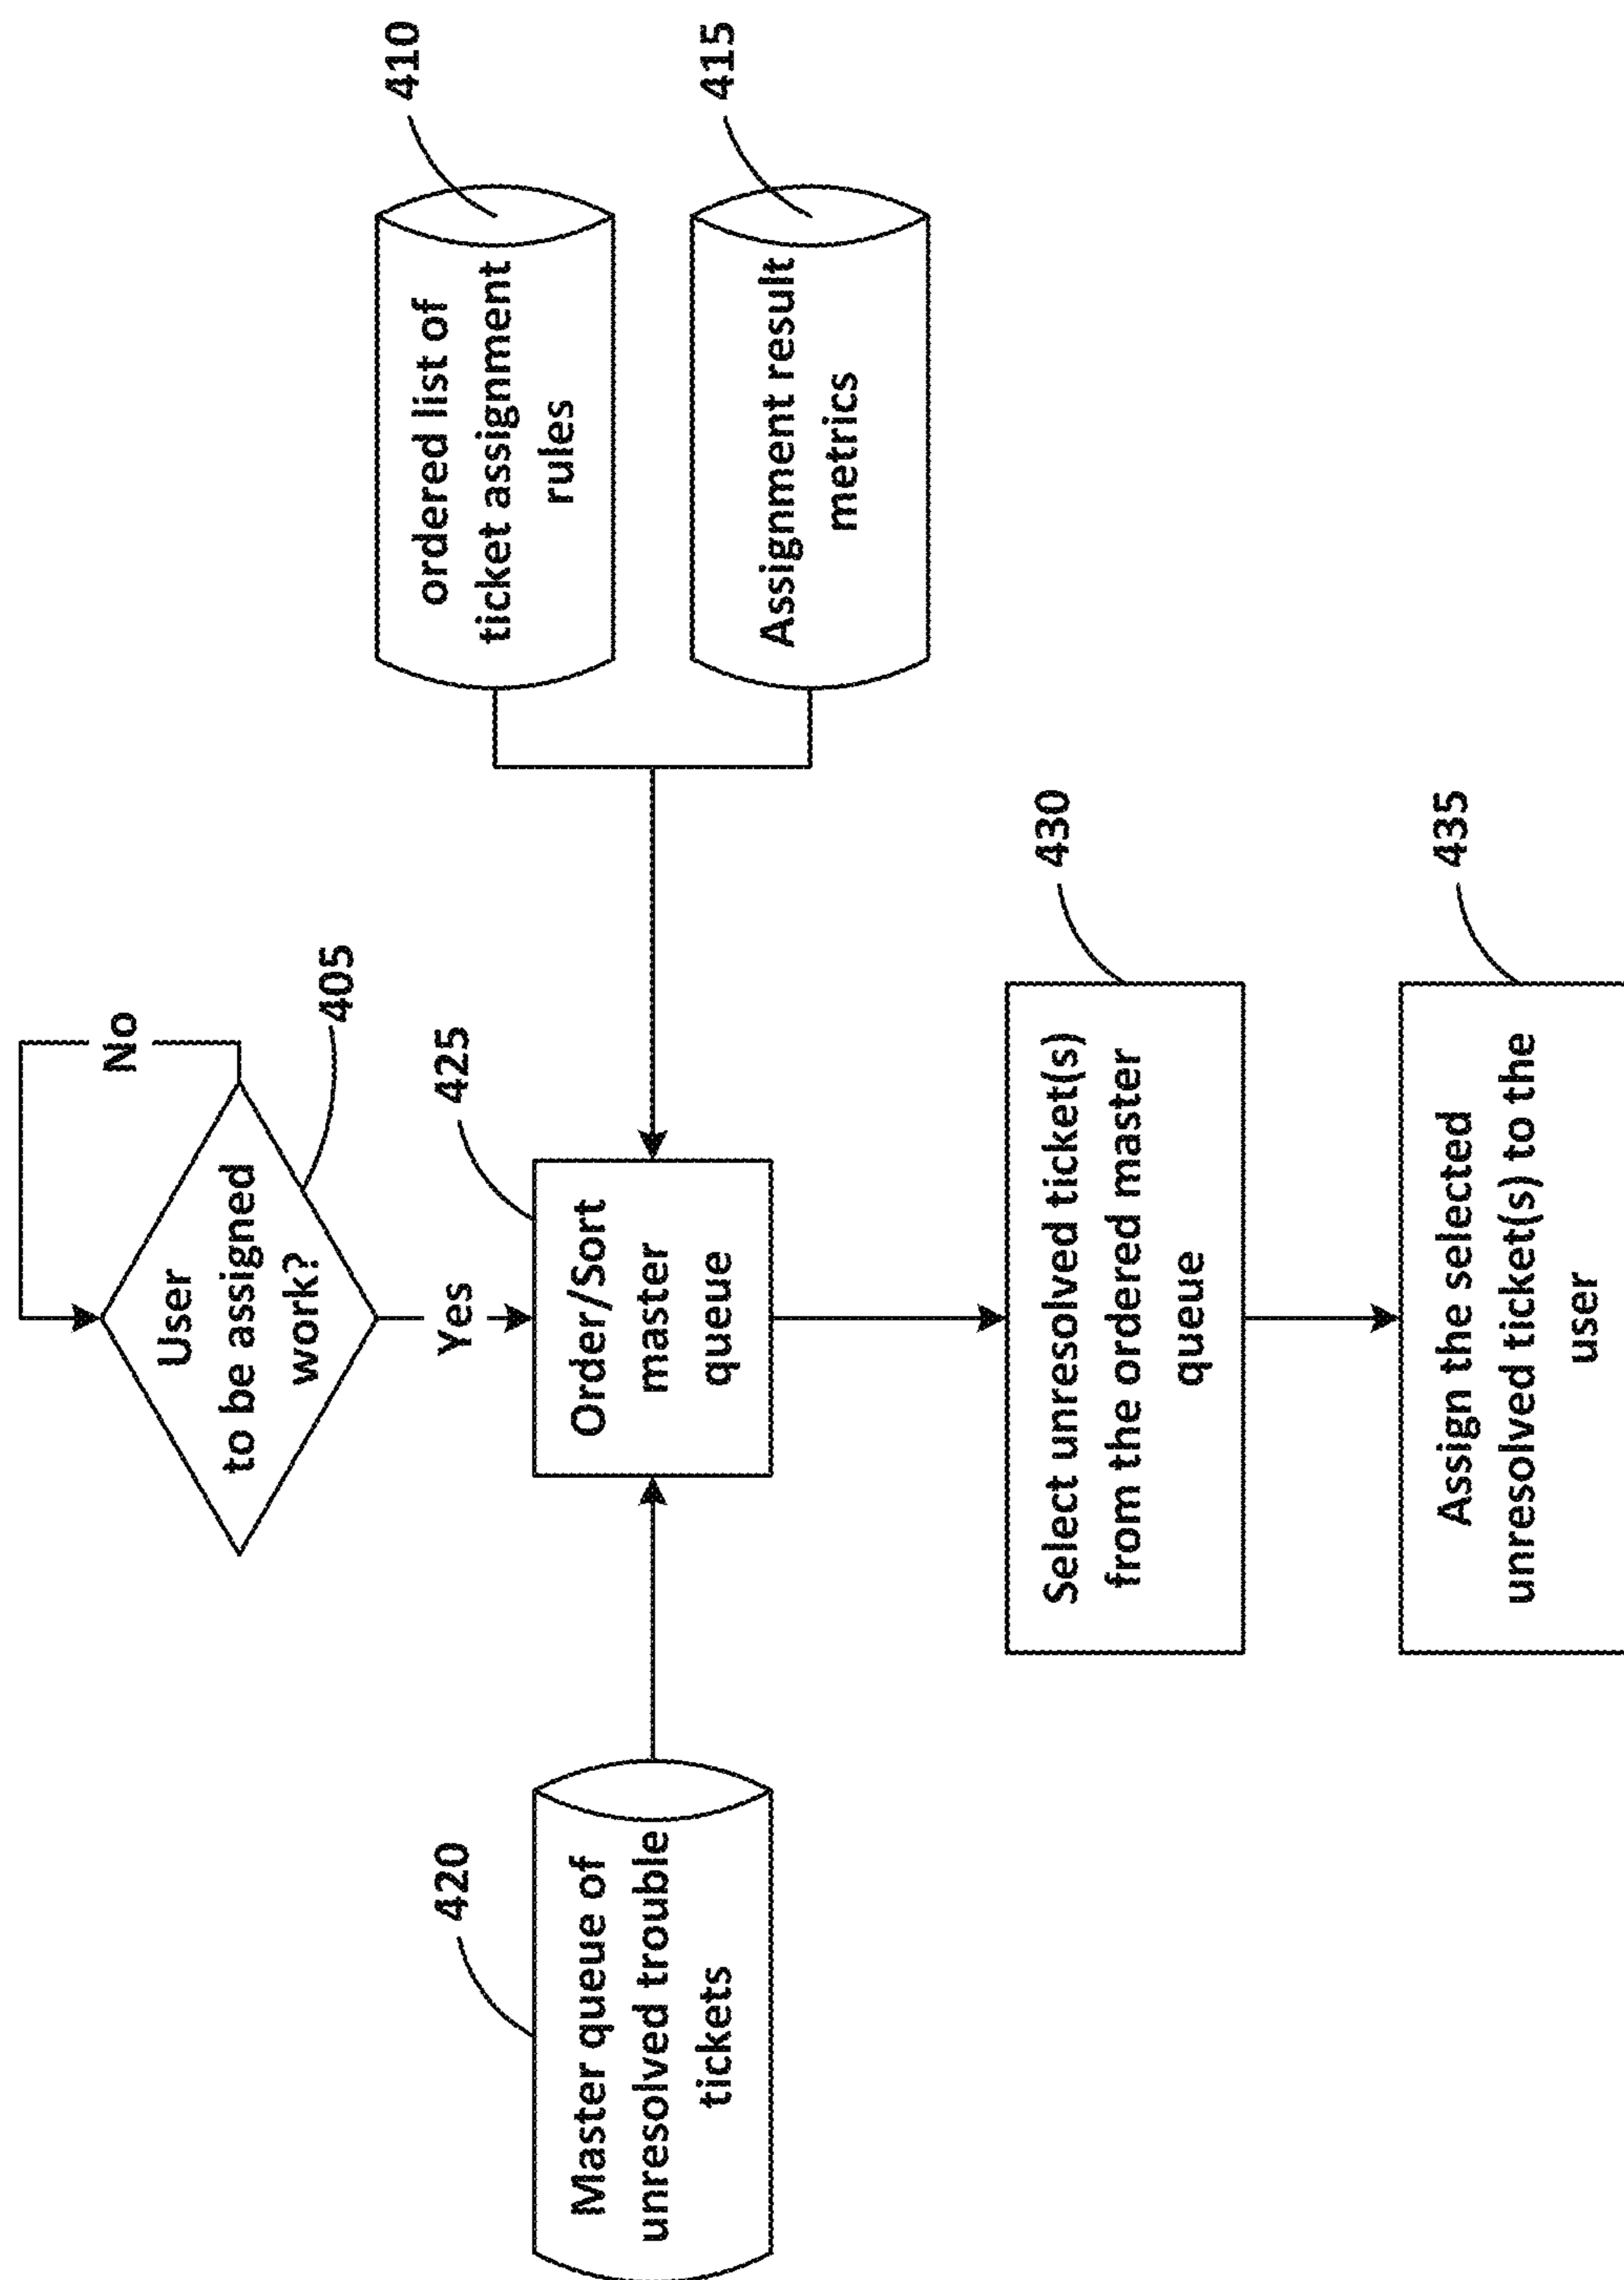 User
to be assigned
work?
405
No
Yes
Master queue of
unresolved trouble
tickets
420
Order/Sort
master
queue
425
ordered list of
ticket assignment
rules
410
Assignment result
metrics
415
Select unresolved ticket(s)
from the ordered master
queue
430
Assign the selected
unresolved ticket(s) to the
user
435